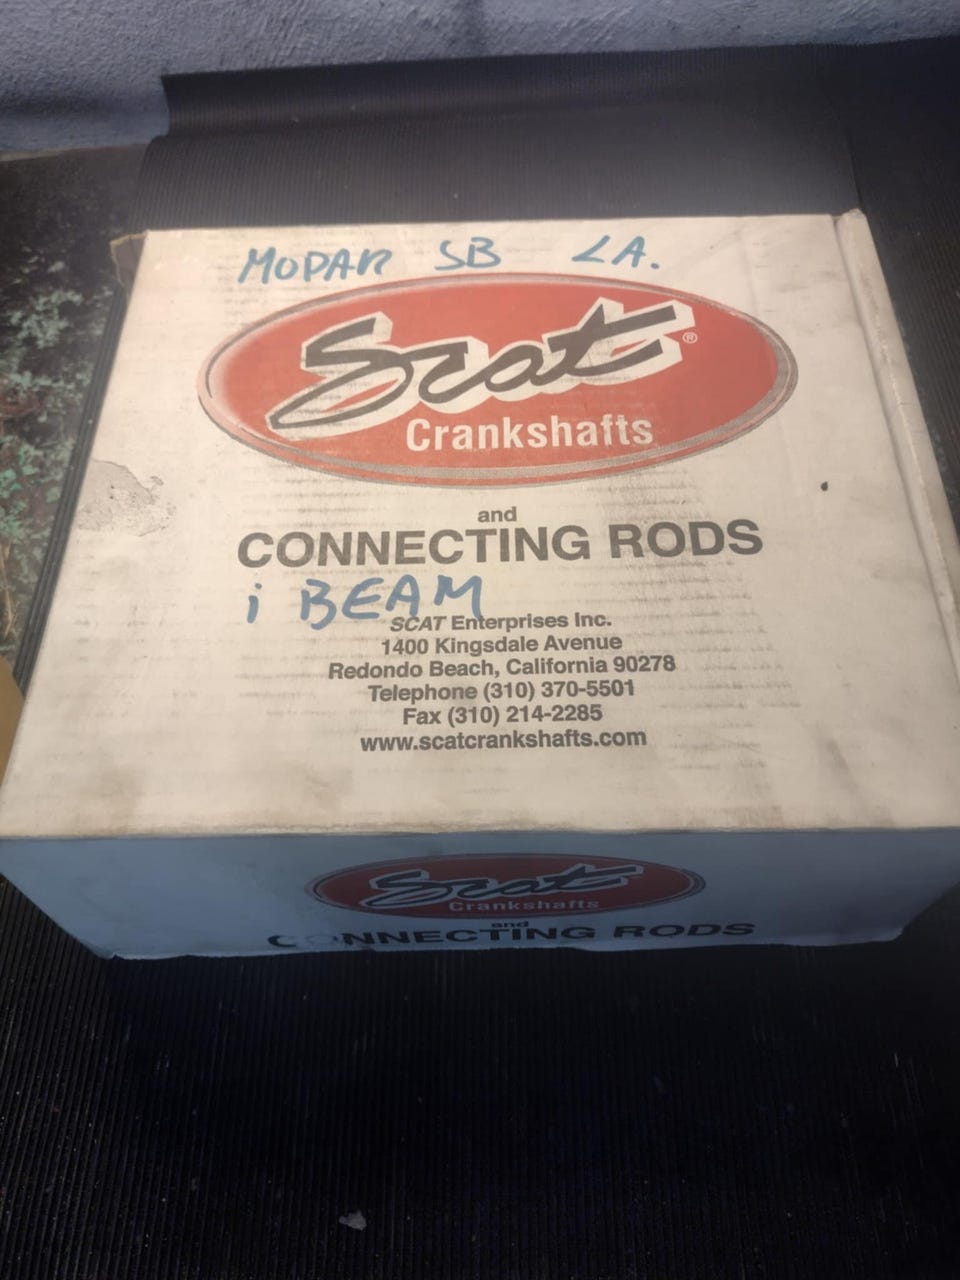 MOPAR SB LA.
Scat®
Crankshafts
and
CONNECTING RODS
i BEAM
SCAT Enterprises Inc.
1400 Kingsdale Avenue
Redondo Beach, California 90278
Telephone (310) 370-5501
Fax (310) 214-2285
www.scatcrankshafts.com
Scat
Crankshafts
and
CONNECTING RODS